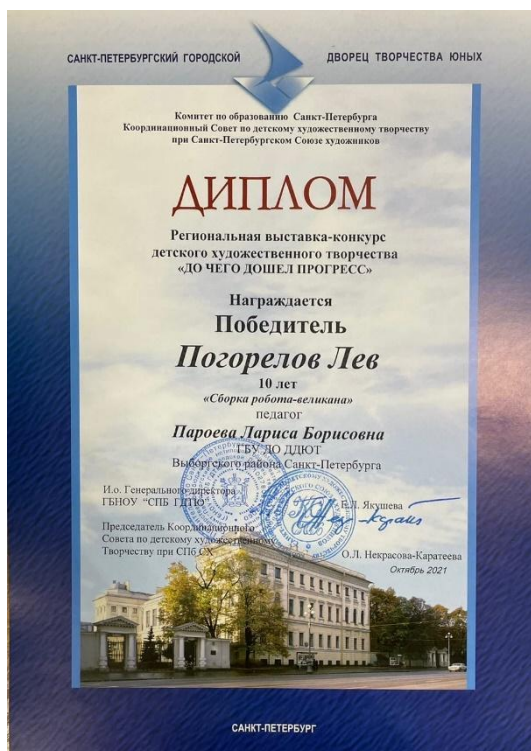 САНКТ-ПЕТЕРБУРГСКИЙ ГОРОДСКОЙ ДВОРЕЦ ТВОРЧЕСТВА ЮНЫХ
Комитет по образованию Санкт-Петербурга
Координационный Совет по детскому художественному творчеству
при Санкт-Петербургском Союзе художников
ДИПЛОМ
Региональная выставка-конкурс
детского художественного творчества
«ДО ЧЕГО ДОШЕЛ ПРОГРЕСС»
Награждается
Победитель
Погорелов Лев
10 лет
«Сборка робота-великана»
педагог
Пароева Лариса Борисовна
ГБУ ДО ДДЮТ
Выборгского района Санкт-Петербурга
И.о. Генерального директора
ГБНОУ "СПБ ГДТЮ" Е.Л. Якушева
Председатель Координационного
Совета по детскому художественному
Творчеству при СПб СХ О.Л. Некрасова-Каратеева
Октябрь 2021
САНКТ-ПЕТЕРБУРГ